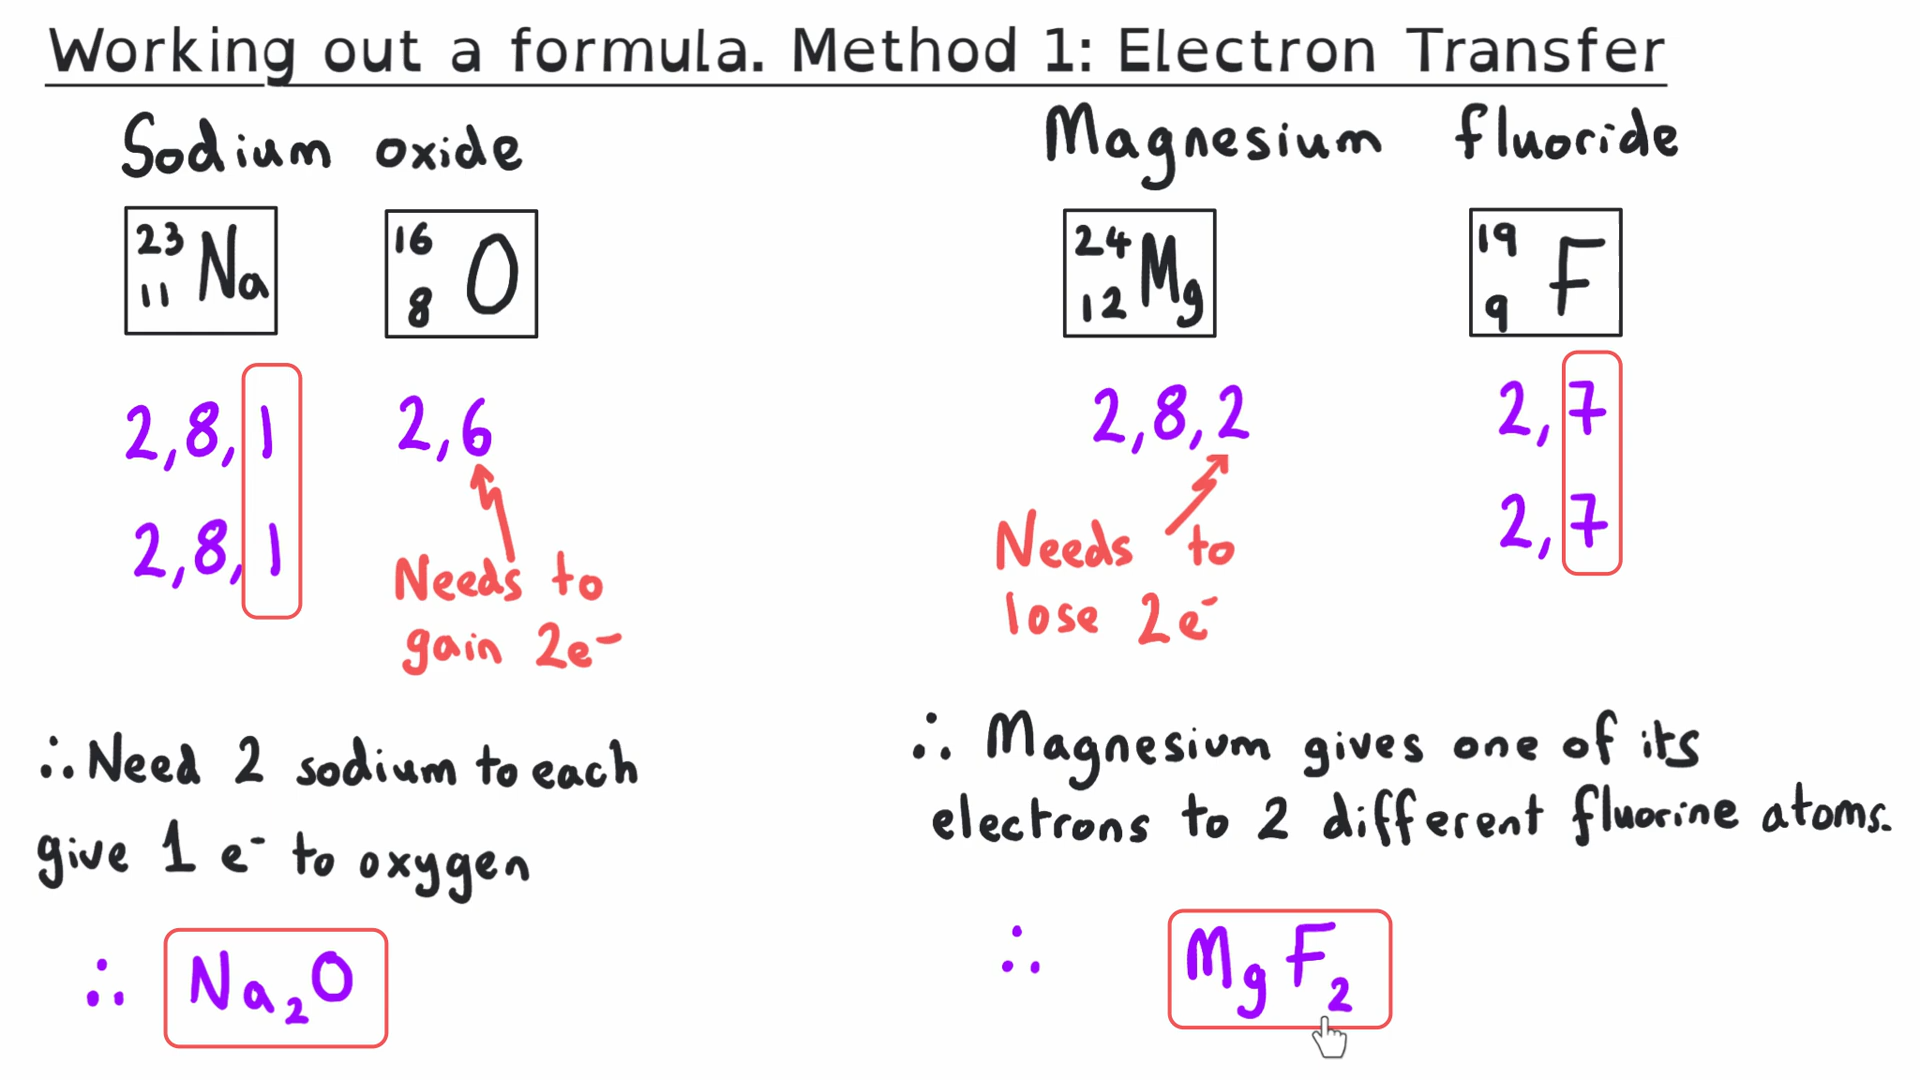 Working out a formula. Method 1: Electron Transfer
Sodium oxide
23
11
Na
16
8
O
2,8,1
2,6
2,8,1
Needs to
gain 2e⁻
∴ Need 2 sodium to each
give 1 e⁻ to oxygen
∴ Na₂O
Magnesium fluoride
24
12
Mg
19
9
F
2,8,2
2,7
2,7
Needs to
lose 2e⁻
∴ Magnesium gives one of its
electrons to 2 different fluorine atoms.
∴ MgF₂